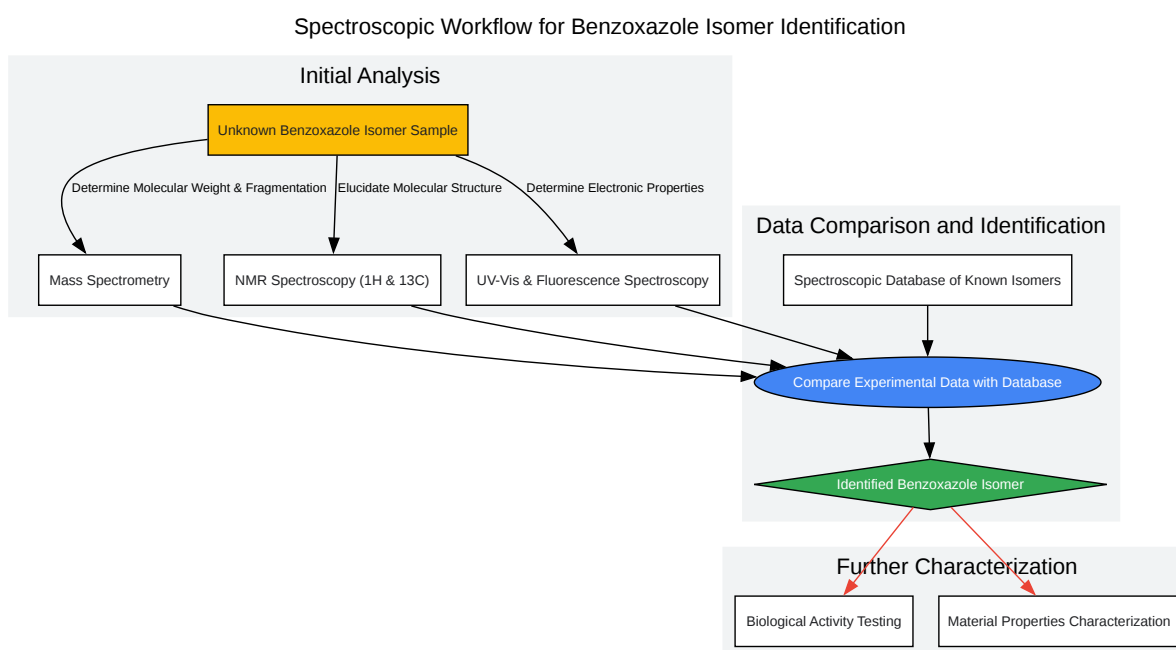 Spectroscopic Workflow for Benzoxazole Isomer Identification
Initial Analysis
Unknown Benzoxazole Isomer Sample
Determine Molecular Weight & Fragmentation
Elucidate Molecular Structure
Determine Electronic Properties
Mass Spectrometry
NMR Spectroscopy (1H & 13C)
UV-Vis & Fluorescence Spectroscopy
Data Comparison and Identification
Spectroscopic Database of Known Isomers
Compare Experimental Data with Database
Identified Benzoxazole Isomer
Further Characterization
Biological Activity Testing
Material Properties Characterization